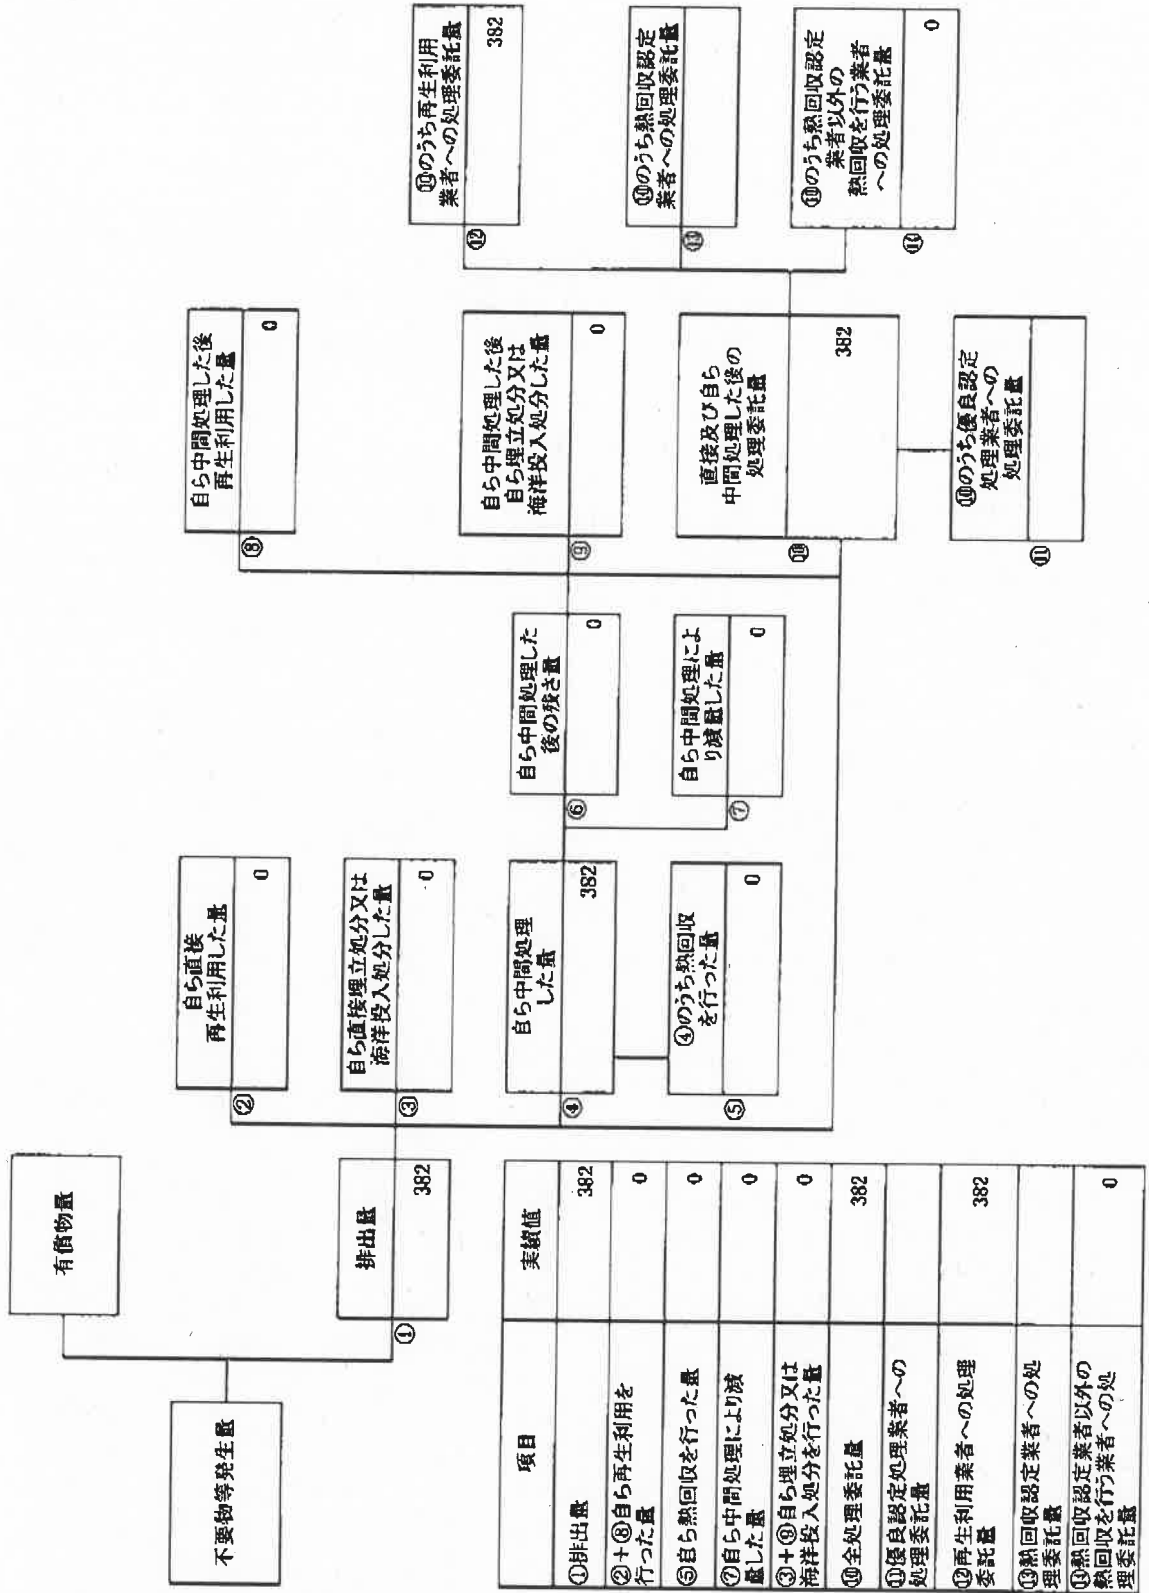 不要物等発生量
有償物量
排出量
①
382
②
自ら直接
再生利用した量
0
③
自ら直接埋立処分又は
海洋投入処分した量
0
④
自ら中間処理
した量
382
⑤
④のうち熱回収
を行った量
0
⑥
自ら中間処理した
後の残さ量
0
⑦
自ら中間処理によ
り減量した量
0
⑧
自ら中間処理した後
再生利用した量
0
⑨
自ら中間処理した後
自ら埋立処分又は
海洋投入処分した量
0
⑩
直接及び自ら
中間処理した後の
処理委託量
382
⑪
⑩のうち優良認定
処理業者への
処理委託量
⑫
⑩のうち再生利用
業者への処理委託量
382
⑬
⑩のうち熱回収認定
業者への処理委託量
⑭
⑩のうち熱回収認定
業者以外の
熱回収を行う業者
への処理委託量
0
項目
実績値
①排出量
382
②+⑧自ら再生利用を
行った量
0
⑤自ら熱回収を行った量
0
⑦自ら中間処理により減
量した量
0
③+⑨自ら埋立処分又は
海洋投入処分を行った量
0
⑩全処理委託量
382
⑪優良認定処理業者への
処理委託量
⑫再生利用業者への処理
委託量
382
⑬熱回収認定業者への処
理委託量
⑭熱回収認定業者以外の
熱回収を行う業者への処
理委託量
0